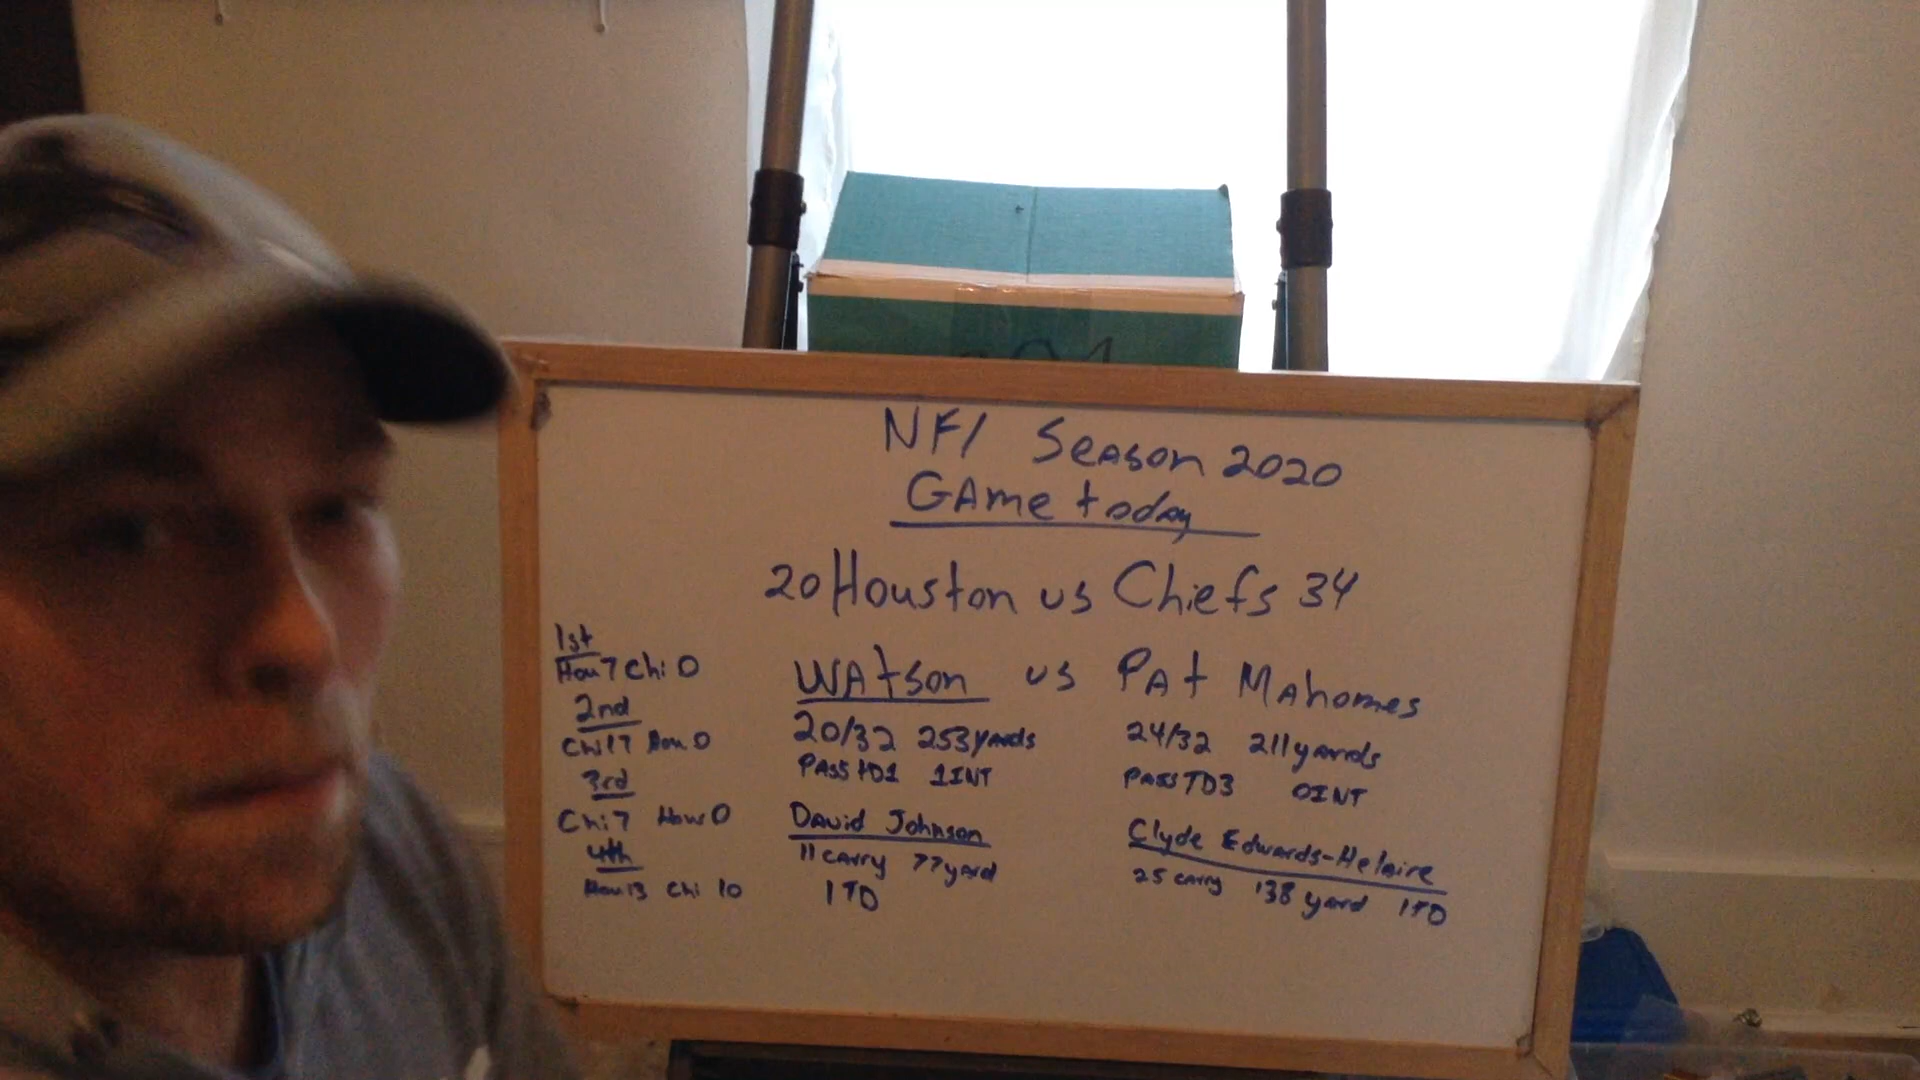 NFl Season 2020
GAme today
20 Houston vs Chiefs 34
1st
Hou 7 Chi 0
2nd
Chi 17 Hou 0
3rd
Chi 7 Hou 0
4th
Hou 13 Chi 10
WAtson vs PAt MAhomes
20/32 253 yards
PASS tD1 1INT
24/32 211 yards
PASS TD3 0INT
DAvid Johnson
11 cArry 77 yard
1TD
Clyde Edwards-Helaire
25 cArry 138 yard 1TD